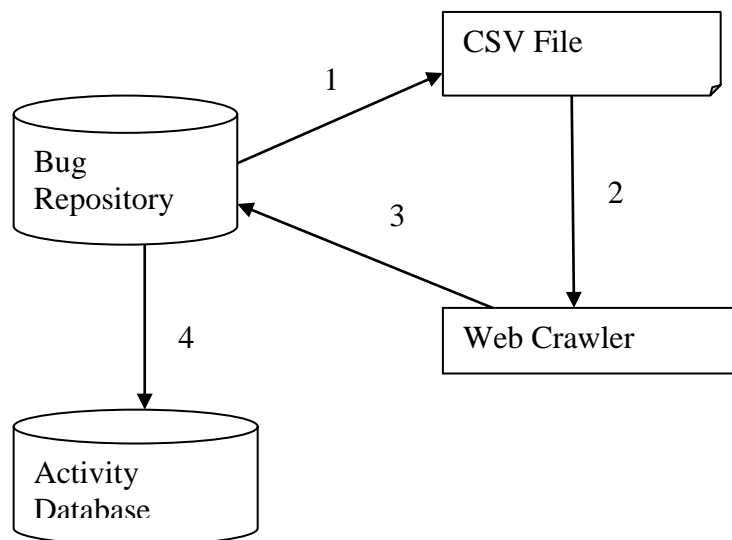 CSV File
1
Bug
Repository
2
3
Web Crawler
4
Activity
Database